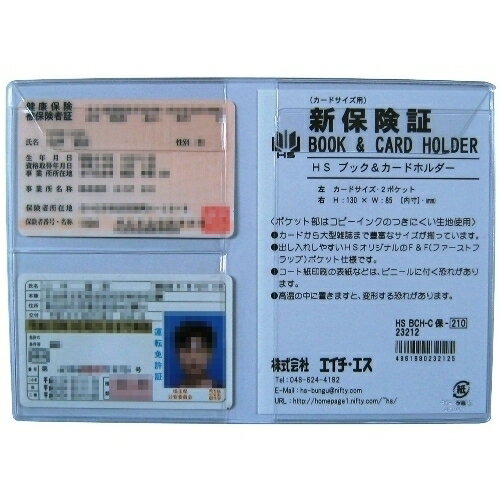 健康保険
被保険者証
氏名
性別
生年月日
資格取得年月日
事業所所在地
事業所名称
保険者所在地
保険者番号・名称
氏名
本籍
住所
交付
運転免許証
(カードサイズ用)
新保険証
BOOK & CARD HOLDER
HS
HS ブック&カードホルダー
左 カードサイズ・2ポケット
右 H:130 × W:85 [内寸]・mm)
<ポケット部はコピーインクのつきにくい生地使用>
●カードから大型雑誌まで豊富なサイズが揃っています。
●出し入れしやすいHSオリジナルのF&F(ファーストフ
ラップ)ポケット仕様です。
●コート紙印刷の表紙などは、ビニールに付く恐れがあり
ます。
●高温の中に置きますと、変形する恐れがあります。
HS BCH-C 保-210
23212
4981990232125
株式会社 エイチ・エス
Tel:048-624-4192
E-Mail:hs-bungu@nifty.com
URL:http://homepage1.nifty.com/~hs/
紙